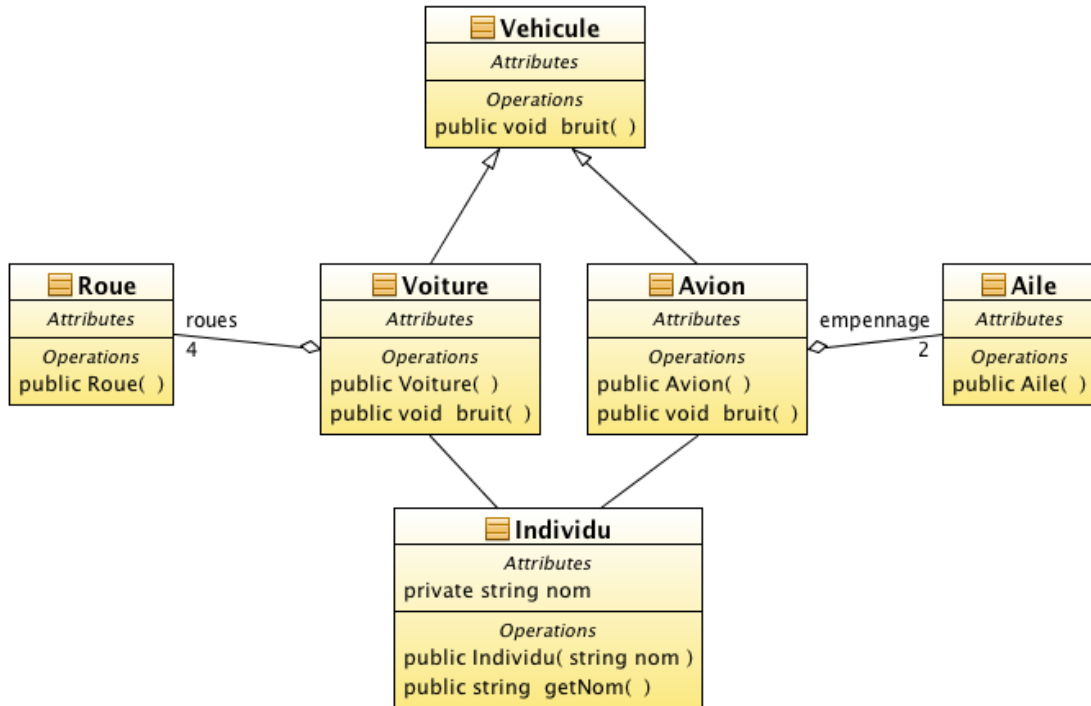 Vehicule
Attributes
Operations
public void bruit( )
Roue
Attributes
Operations
public Roue( )
roues
4
Voiture
Attributes
Operations
public Voiture( )
public void bruit( )
Avion
Attributes
Operations
public Avion( )
public void bruit( )
empennage
2
Aile
Attributes
Operations
public Aile( )
Individu
Attributes
private string nom
Operations
public Individu( string nom )
public string getNom( )